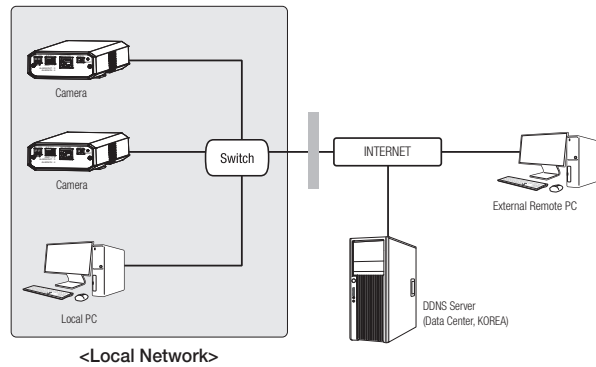 Camera
Camera
Switch
INTERNET
External Remote PC
Local PC
DDNS Server
(Data Center, KOREA)
<Local Network>